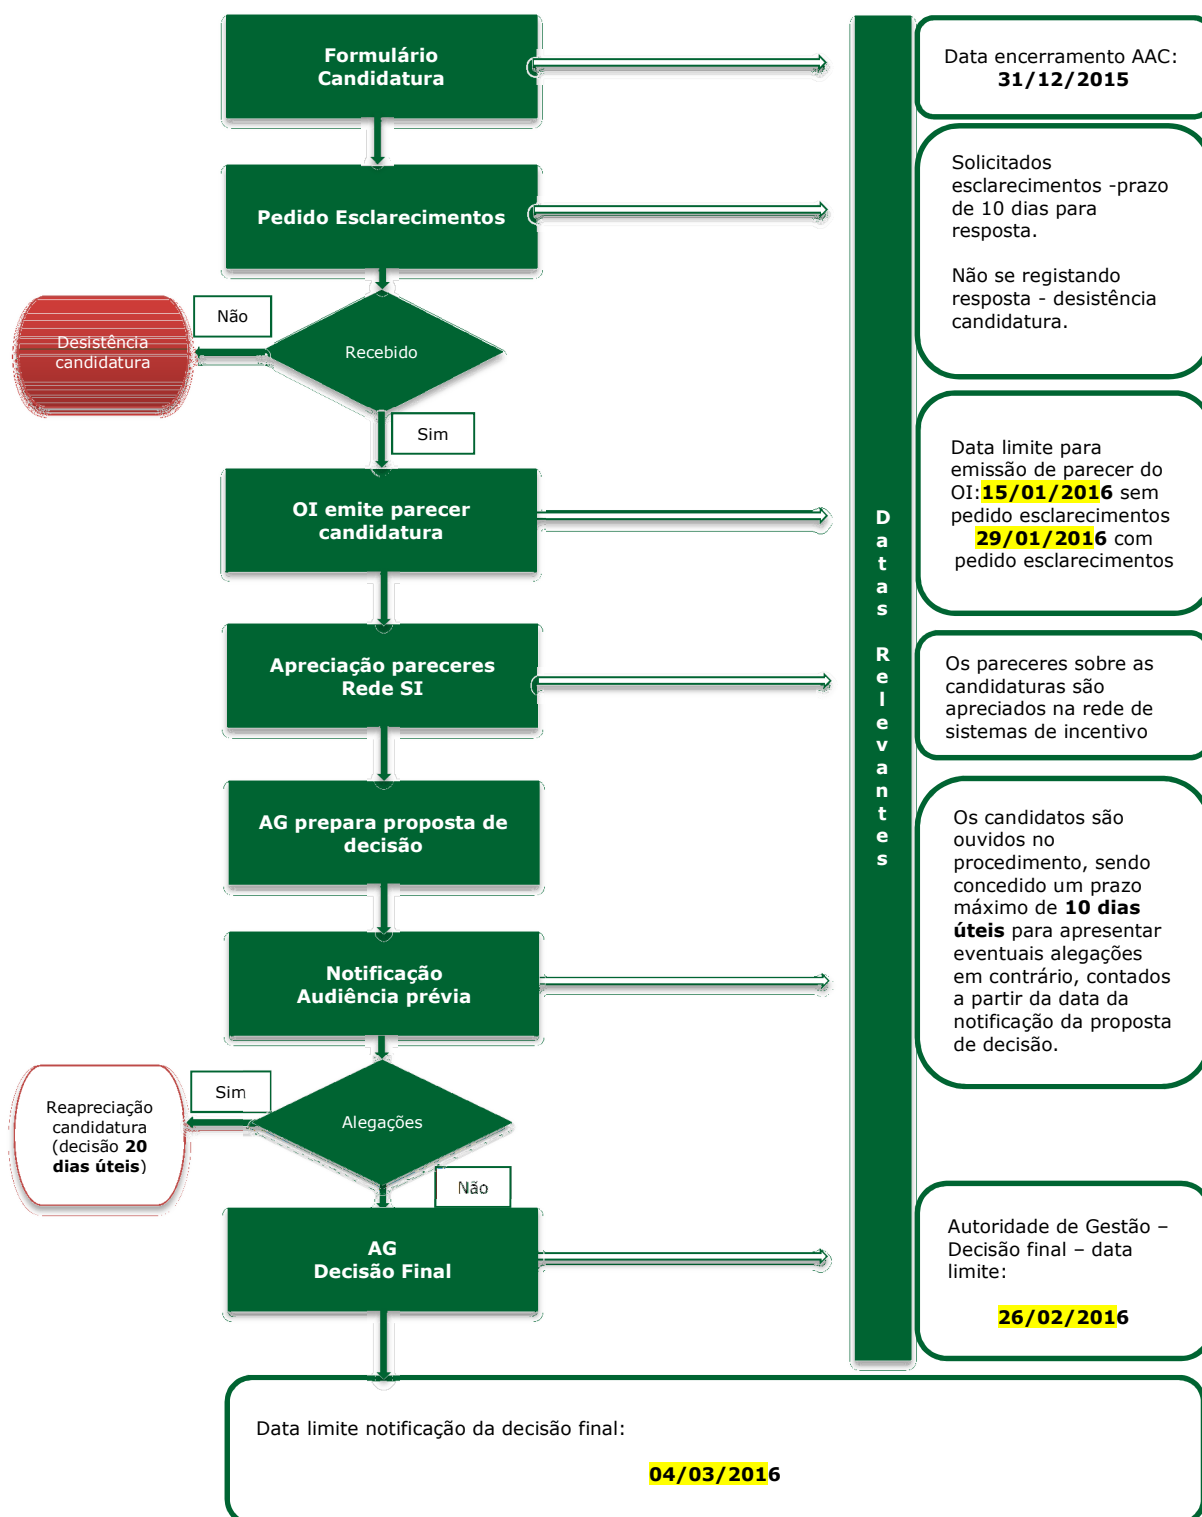 Formulário
Candidatura
Data encerramento AAC:
31/12/2015
Pedido Esclarecimentos
Solicitados
esclarecimentos -prazo
de 10 dias para
resposta.
Não se registando
resposta - desistência
candidatura.
Não
Desistência
candidatura
Recebido
Sim
OI emite parecer
candidatura
Data limite para
emissão de parecer do
OI:15/01/2016 sem
pedido esclarecimentos
29/01/2016 com
pedido esclarecimentos
D
a
t
a
s
R
e
l
e
v
a
n
t
e
s
Apreciação pareceres
Rede SI
Os pareceres sobre as
candidaturas são
apreciados na rede de
sistemas de incentivo
AG prepara proposta de
decisão
Os candidatos são
ouvidos no
procedimento, sendo
concedido um prazo
máximo de 10 dias
úteis para apresentar
eventuais alegações
em contrário, contados
a partir da data da
notificação da proposta
de decisão.
Notificação
Audiência prévia
Sim
Reapreciação
candidatura
(decisão 20
dias úteis)
Alegações
Não
AG
Decisão Final
Autoridade de Gestão –
Decisão final – data
limite:
26/02/2016
Data limite notificação da decisão final:
04/03/2016